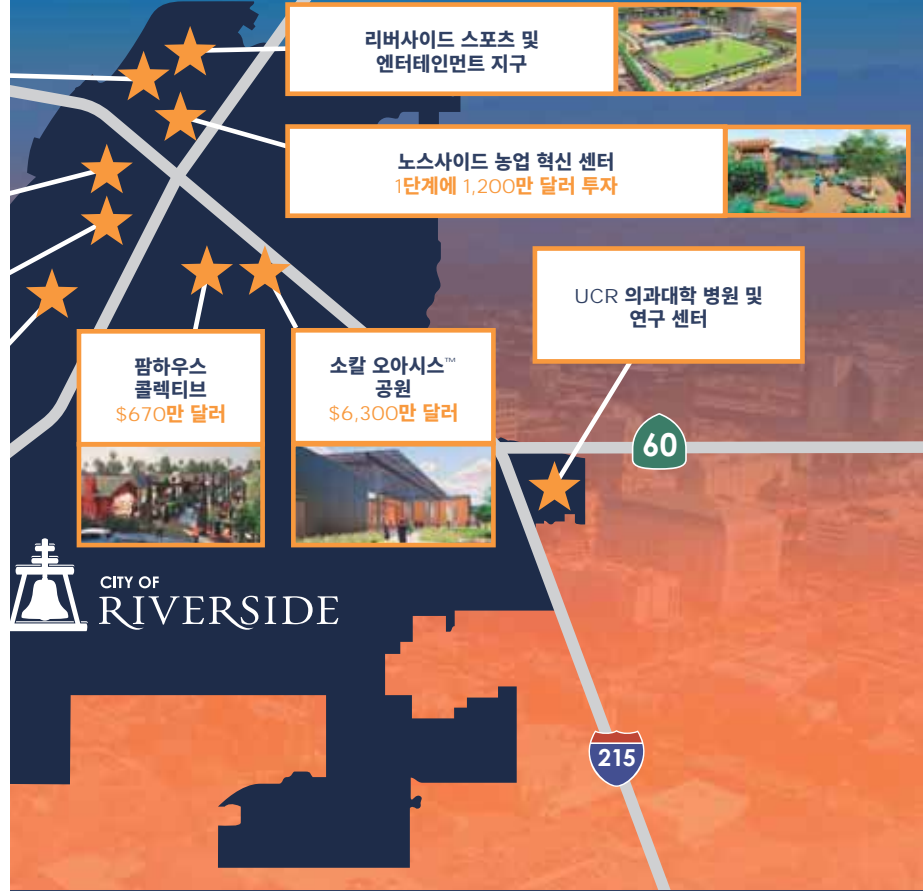 리버사이드 스포츠 및
엔터테인먼트 지구
노스사이드 농업 혁신 센터
1단계에 1,200만 달러 투자
UCR 의과대학 병원 및
연구 센터
팜하우스
콜렉티브
$670만 달러
소칼 오아시스™
공원
$6,300만 달러
60
CITY OF
RIVERSIDE
215